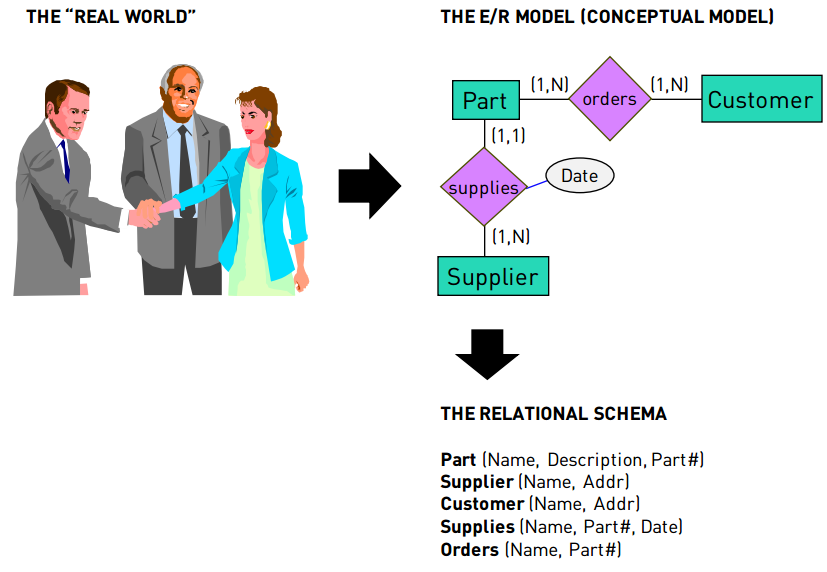 THE “REAL WORLD”
THE E/R MODEL (CONCEPTUAL MODEL)
Part
(1,N)
orders
(1,N)
Customer
(1,1)
supplies
Date
(1,N)
Supplier
THE RELATIONAL SCHEMA
Part (Name, Description, Part#)
Supplier (Name, Addr)
Customer (Name, Addr)
Supplies (Name, Part#, Date)
Orders (Name, Part#)